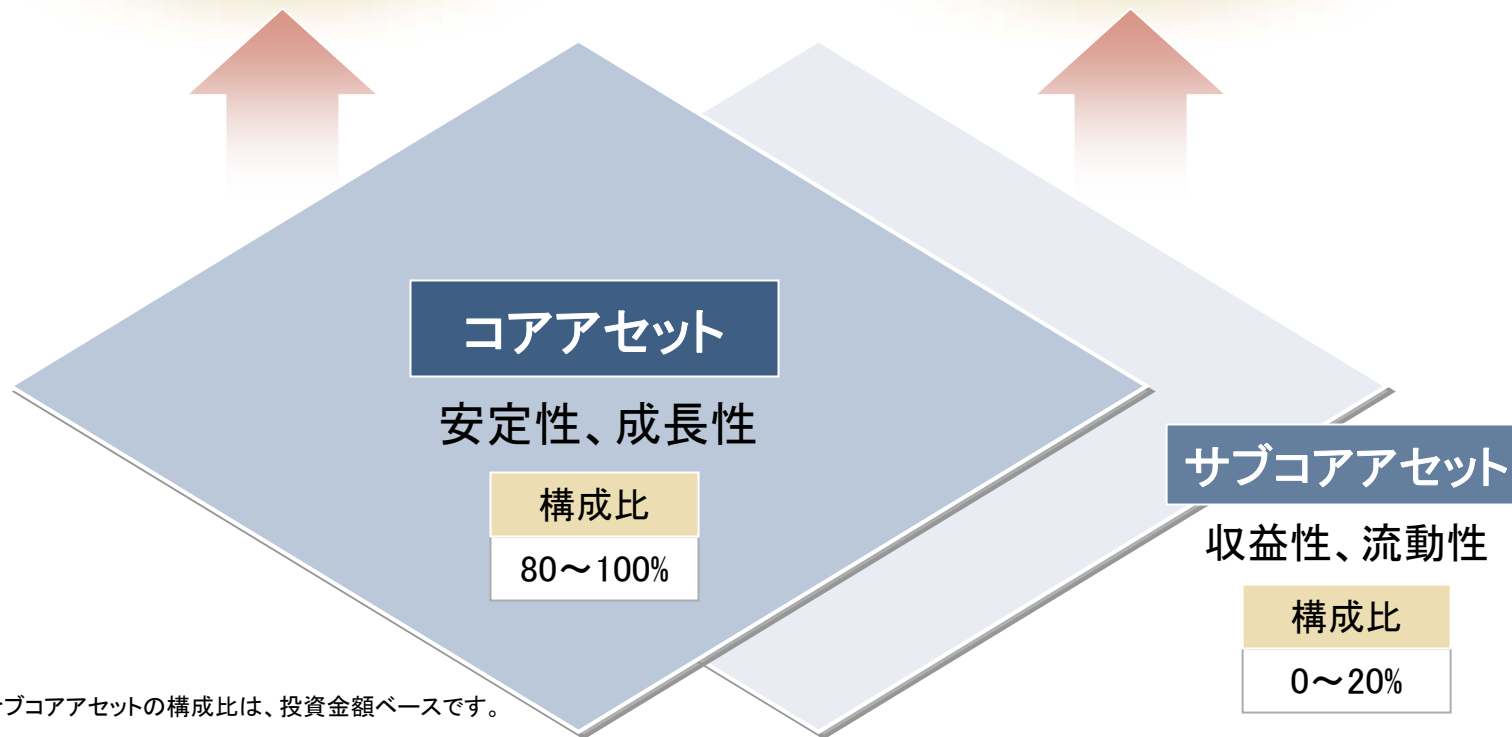 コアアセット
安定性、成長性
構成比
80～100%
サブコアアセット
収益性、流動性
構成比
0～20%
サブコアアセットの構成比は、投資金額ベースです。